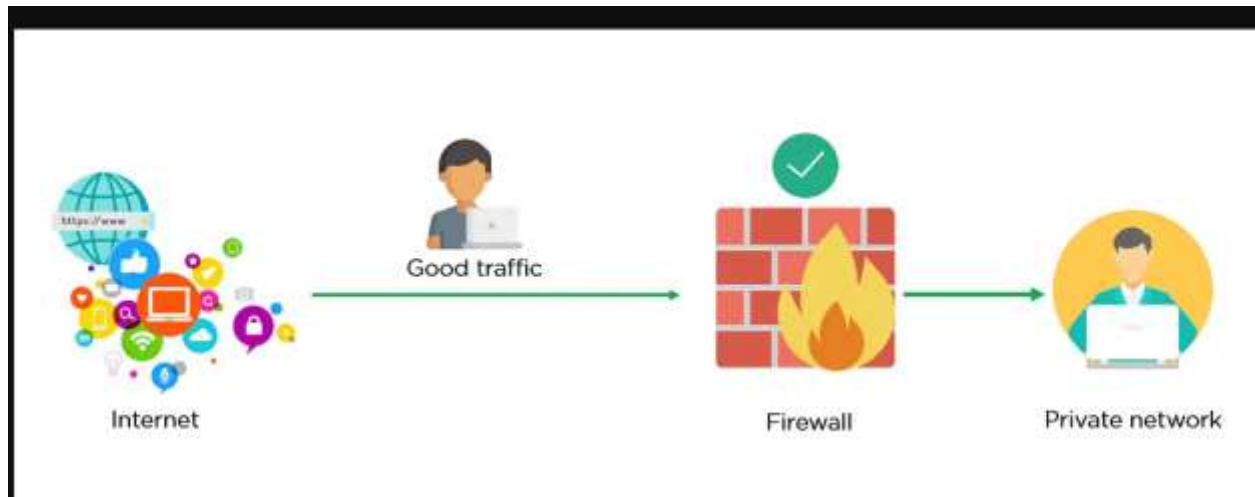 https://www
Good traffic
Internet
Firewall
Private network